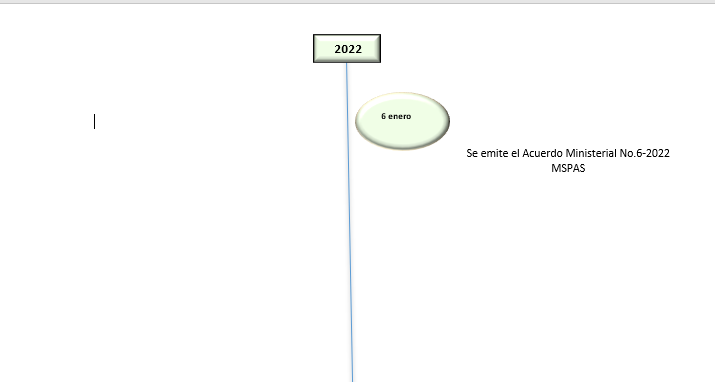 2022
6 enero
Se emite el Acuerdo Ministerial No.6-2022
MSPAS